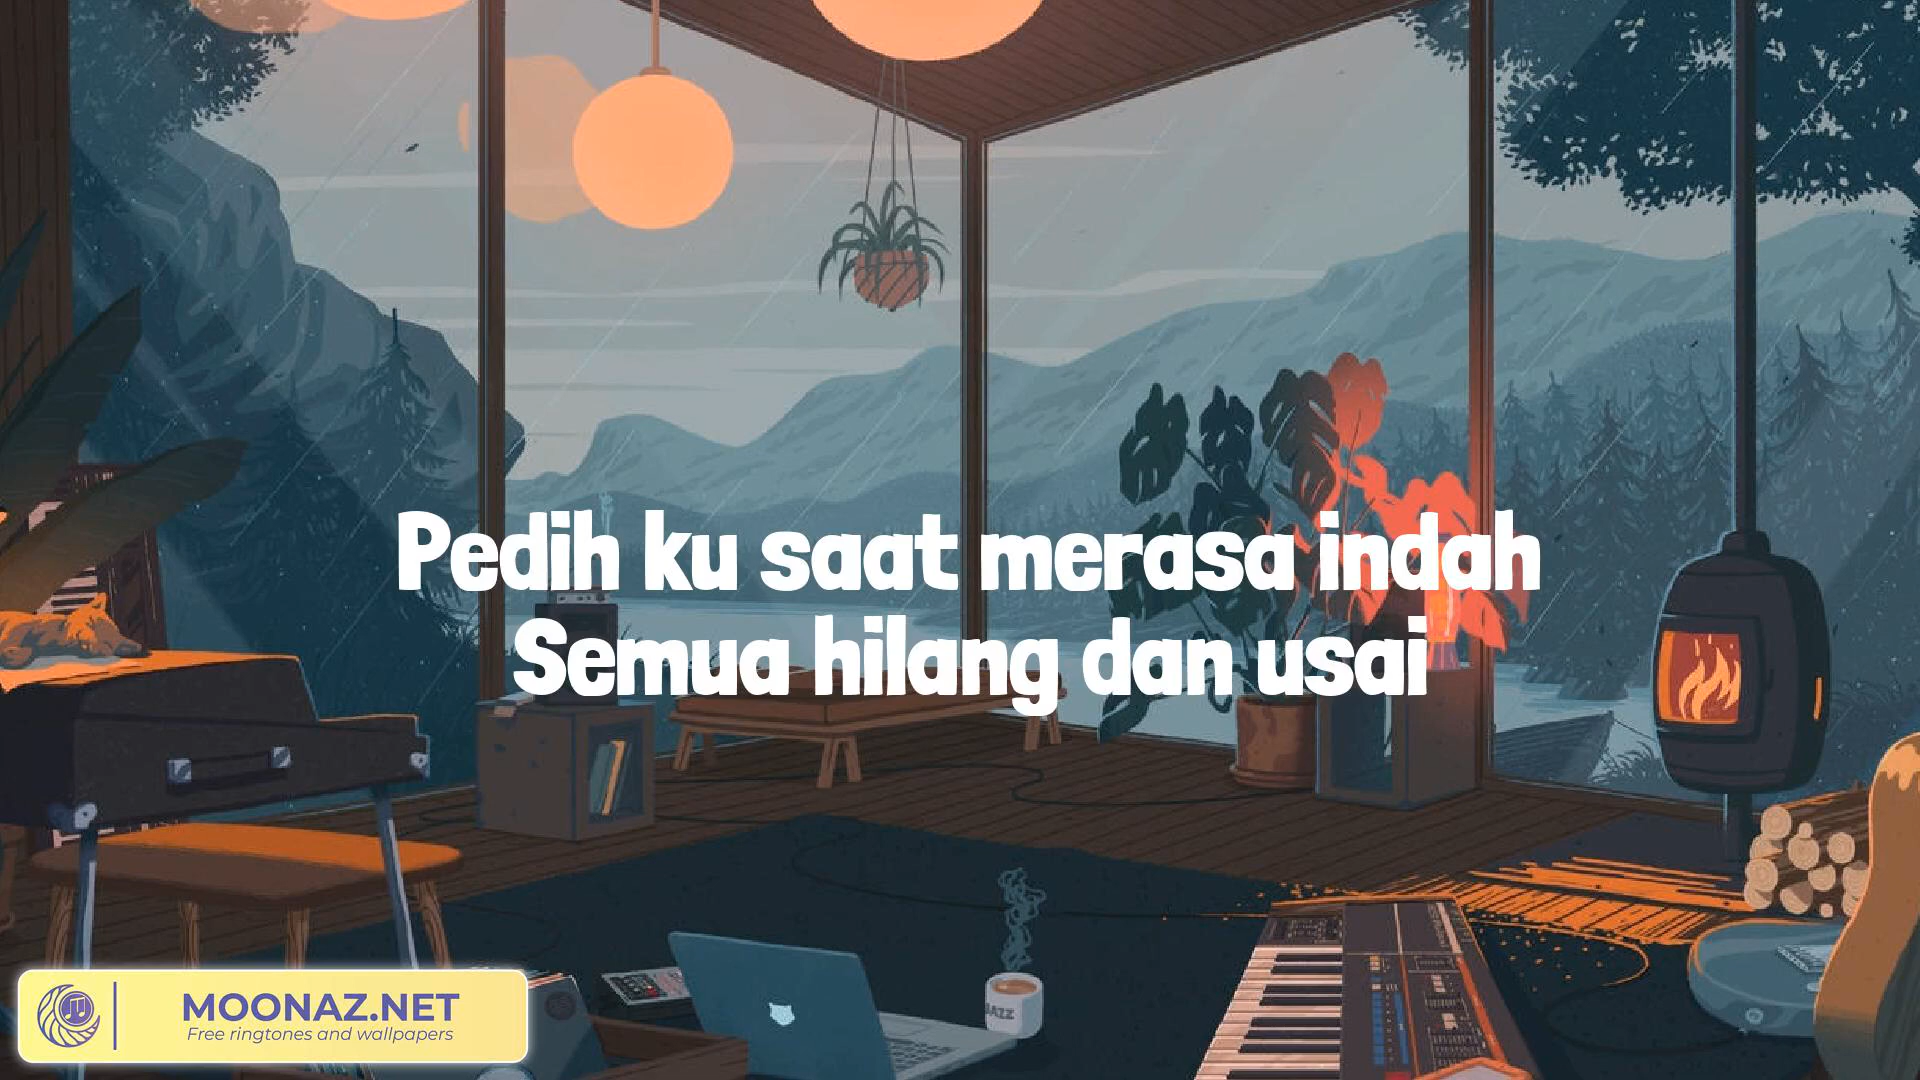 Pedih ku saat merasa indah
Semua hilang dan usai
JAZZ
MOONAZ.NET
Free ringtones and wallpapers